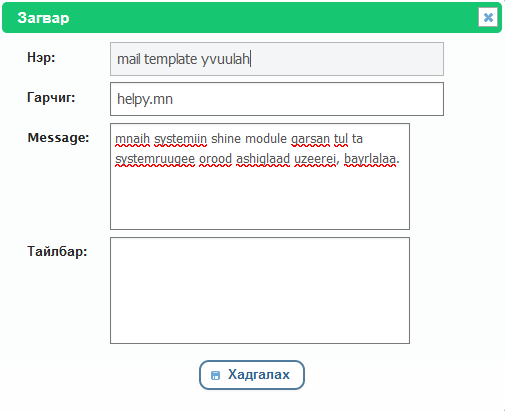 Загвар
Нэр:
mail template yvuulah
Гарчиг:
helpy.mn
Message:
mnaih systemiin shine module garsan tul ta
systemruugee orood ashiglaad uzeerei, bayrlalaa.
Тайлбар:
Хадгалах